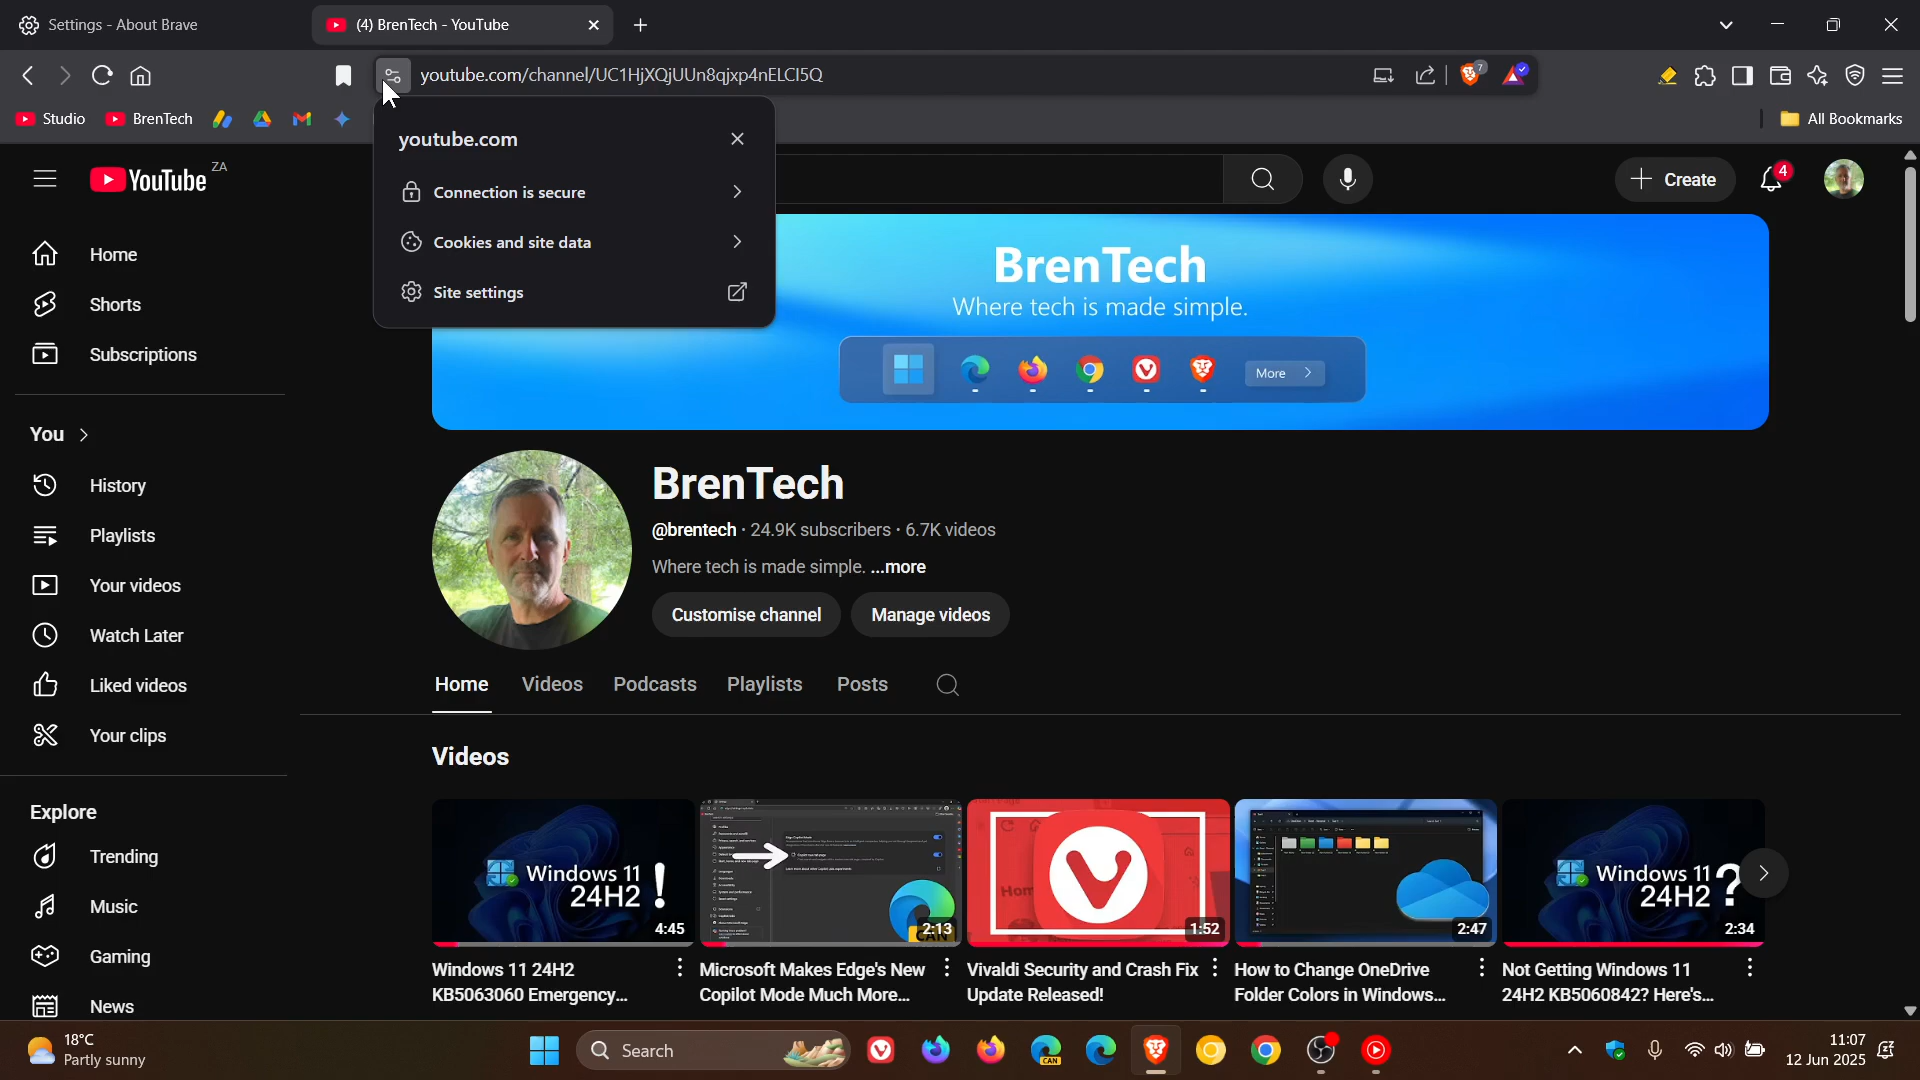 Settings - About Brave
(4) BrenTech - YouTube
youtube.com/channel/UC1HjXQjUUn8qjxp4nELCI5Q
7
Studio
BrenTech
All Bookmarks
youtube.com
Connection is secure
Cookies and site data
Site settings
YouTube ZA
Create
4
Home
Shorts
Subscriptions
You
History
Playlists
Your videos
Watch Later
Liked videos
Your clips
Explore
Trending
Music
Gaming
News
BrenTech
Where tech is made simple.
More
BrenTech
@brentech · 24.9K subscribers · 6.7K videos
Where tech is made simple. ...more
Customise channel
Manage videos
Home
Videos
Podcasts
Playlists
Posts
Videos
Windows 11
24H2 !
4:45
Windows 11 24H2
KB5063060 Emergency...
CAN
2:13
Microsoft Makes Edge's New
Copilot Mode Much More...
1:52
Vivaldi Security and Crash Fix
Update Released!
2:47
How to Change OneDrive
Folder Colors in Windows...
Windows 11
24H2 ?
2:34
Not Getting Windows 11
24H2 KB5060842? Here's...
18°C
Partly sunny
Search
CAN
11:07
12 Jun 2025